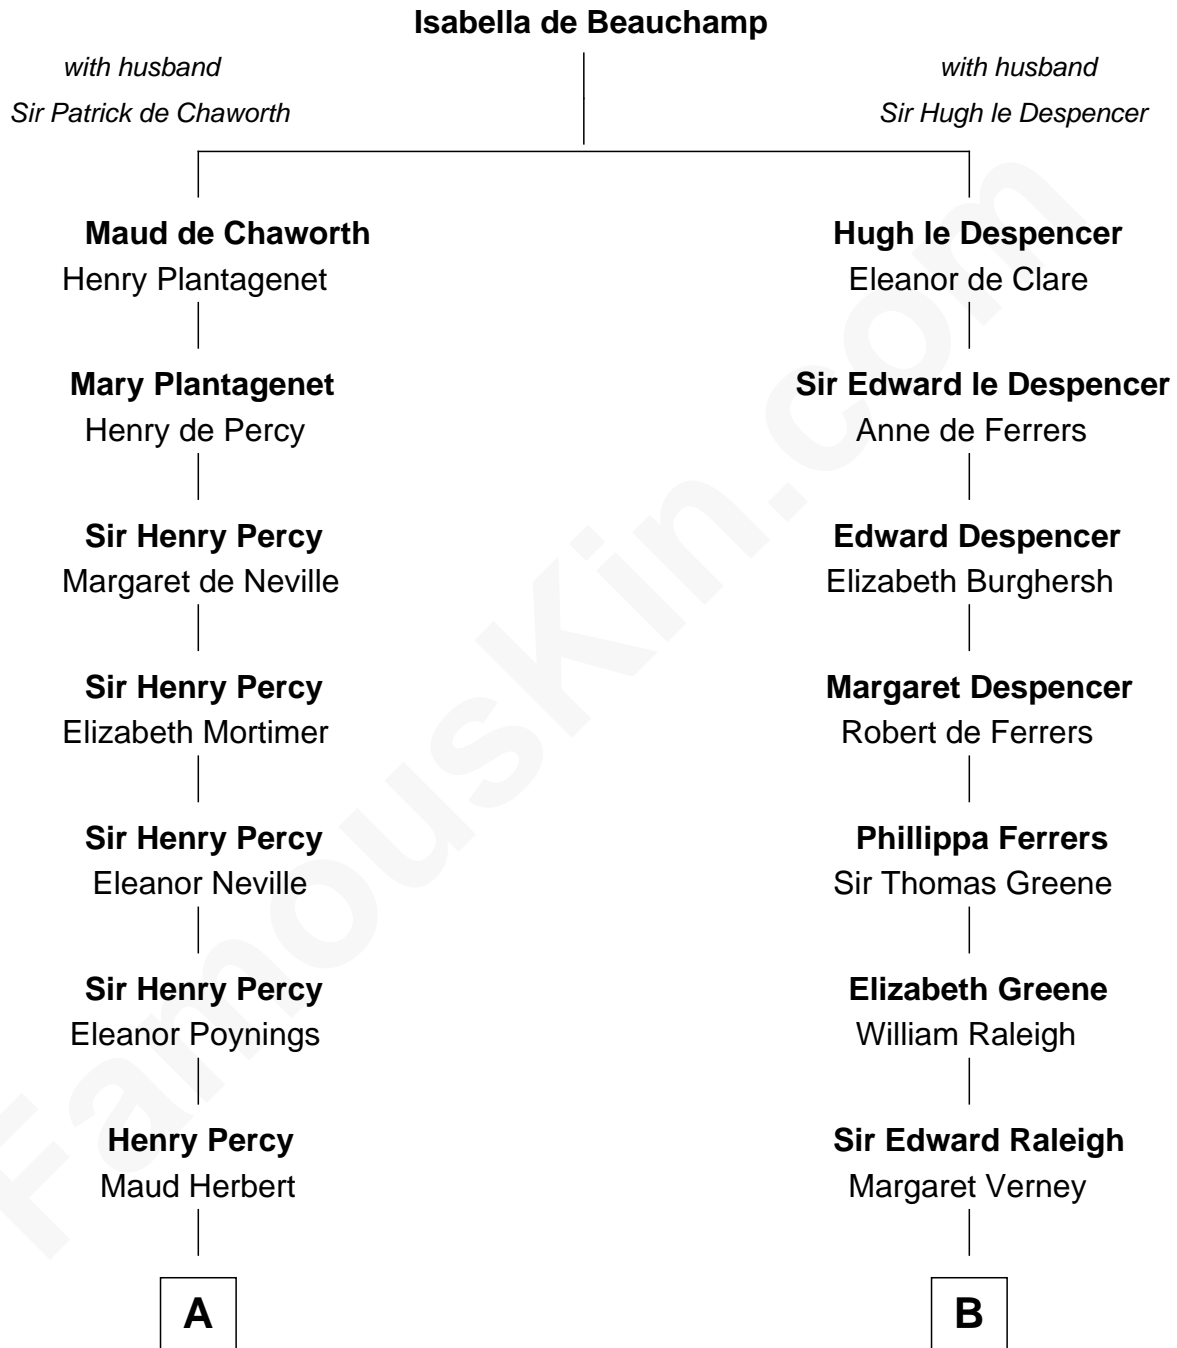 Isabella de Beauchamp
with husband
Sir Patrick de Chaworth
with husband
Sir Hugh le Despencer
Maud de Chaworth
Henry Plantagenet
Mary Plantagenet
Henry de Percy
Sir Henry Percy
Margaret de Neville
Sir Henry Percy
Elizabeth Mortimer
Sir Henry Percy
Eleanor Neville
Sir Henry Percy
Eleanor Poynings
Henry Percy
Maud Herbert
A
Hugh le Despencer
Eleanor de Clare
Sir Edward le Despencer
Anne de Ferrers
Edward Despencer
Elizabeth Burghersh
Margaret Despencer
Robert de Ferrers
Phillippa Ferrers
Sir Thomas Greene
Elizabeth Greene
William Raleigh
Sir Edward Raleigh
Margaret Verney
B
FamousKin.com